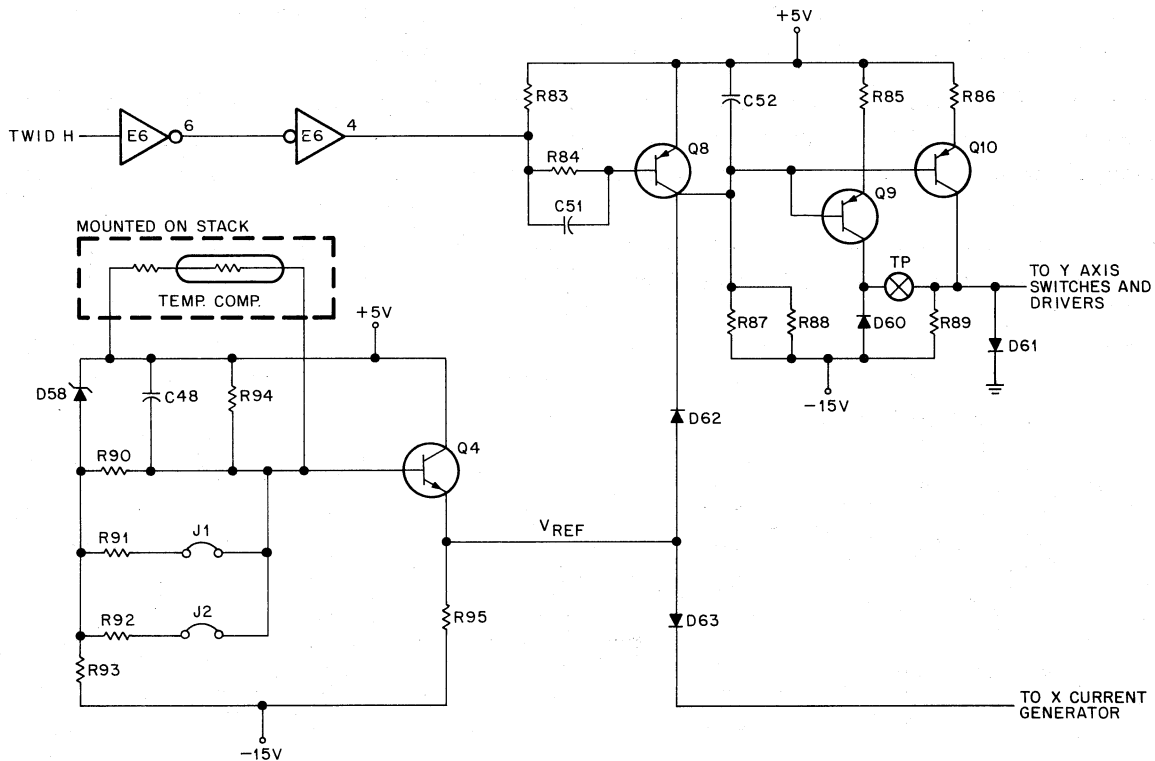 +5V
R83
C52
R85
R86
TWID H
E6
6
E6
4
Q8
Q10
R84
C51
Q9
MOUNTED ON STACK
TEMP. COMP.
TP
TO Y AXIS
SWITCHES AND
DRIVERS
+5V
R87
R88
D60
R89
D61
-15V
D58
C48
R94
D62
R90
Q4
VREF
R91
J1
R92
J2
R95
D63
R93
TO X CURRENT
GENERATOR
-15V